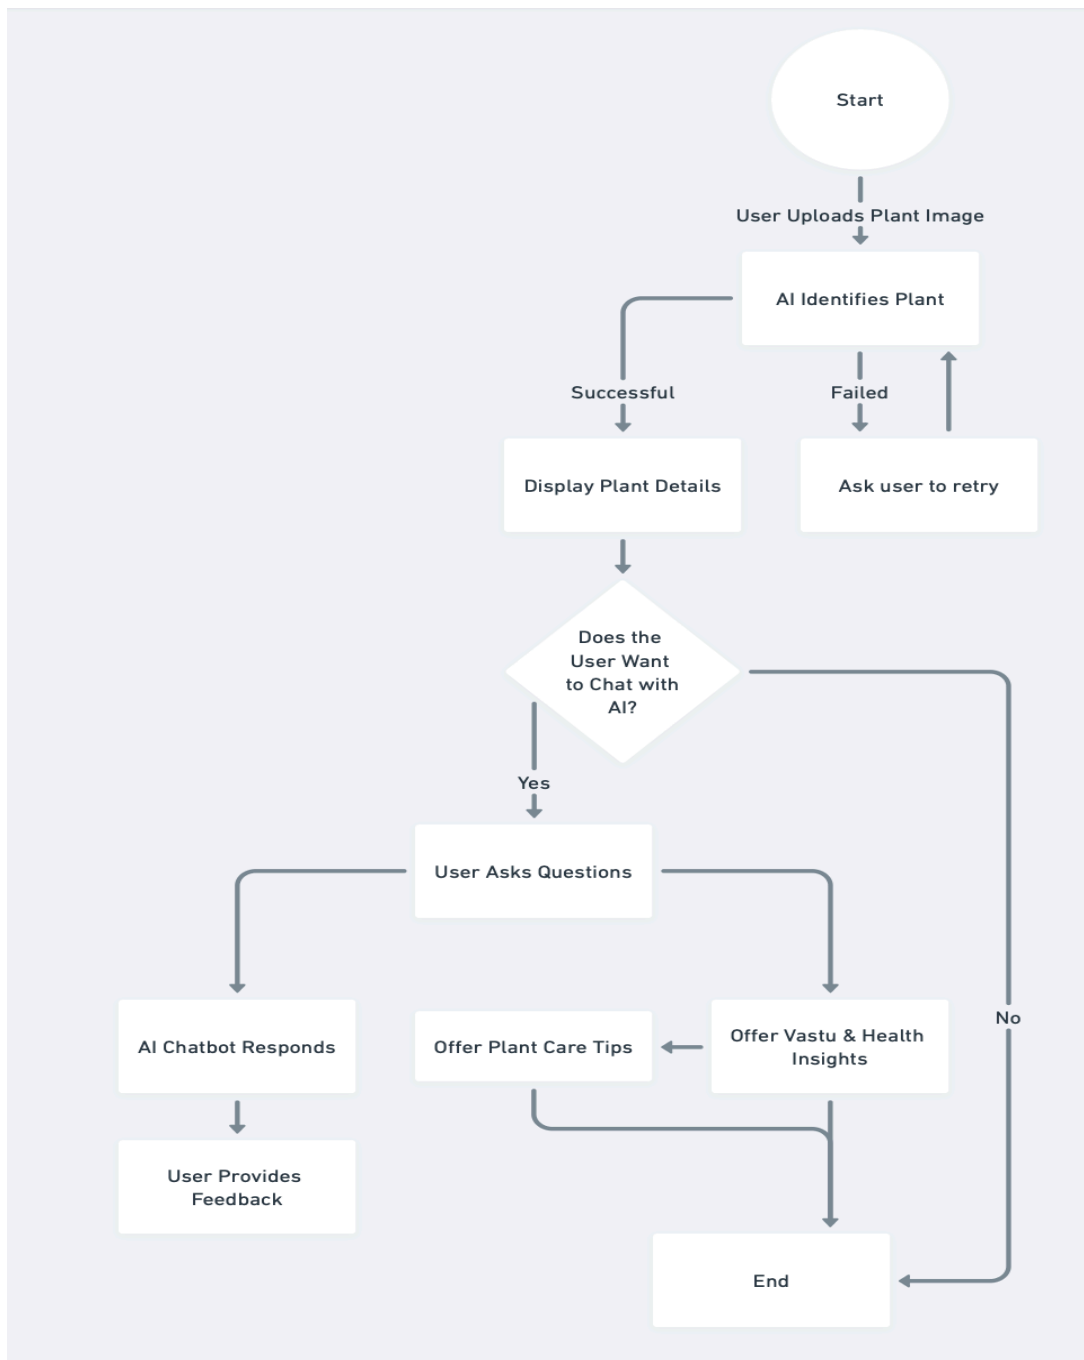 Start
User Uploads Plant Image
AI Identifies Plant
Successful
Failed
Display Plant Details
Ask user to retry
Does the
User Want
to Chat with
AI?
Yes
User Asks Questions
AI Chatbot Responds
Offer Plant Care Tips
Offer Vastu & Health
Insights
No
User Provides
Feedback
End